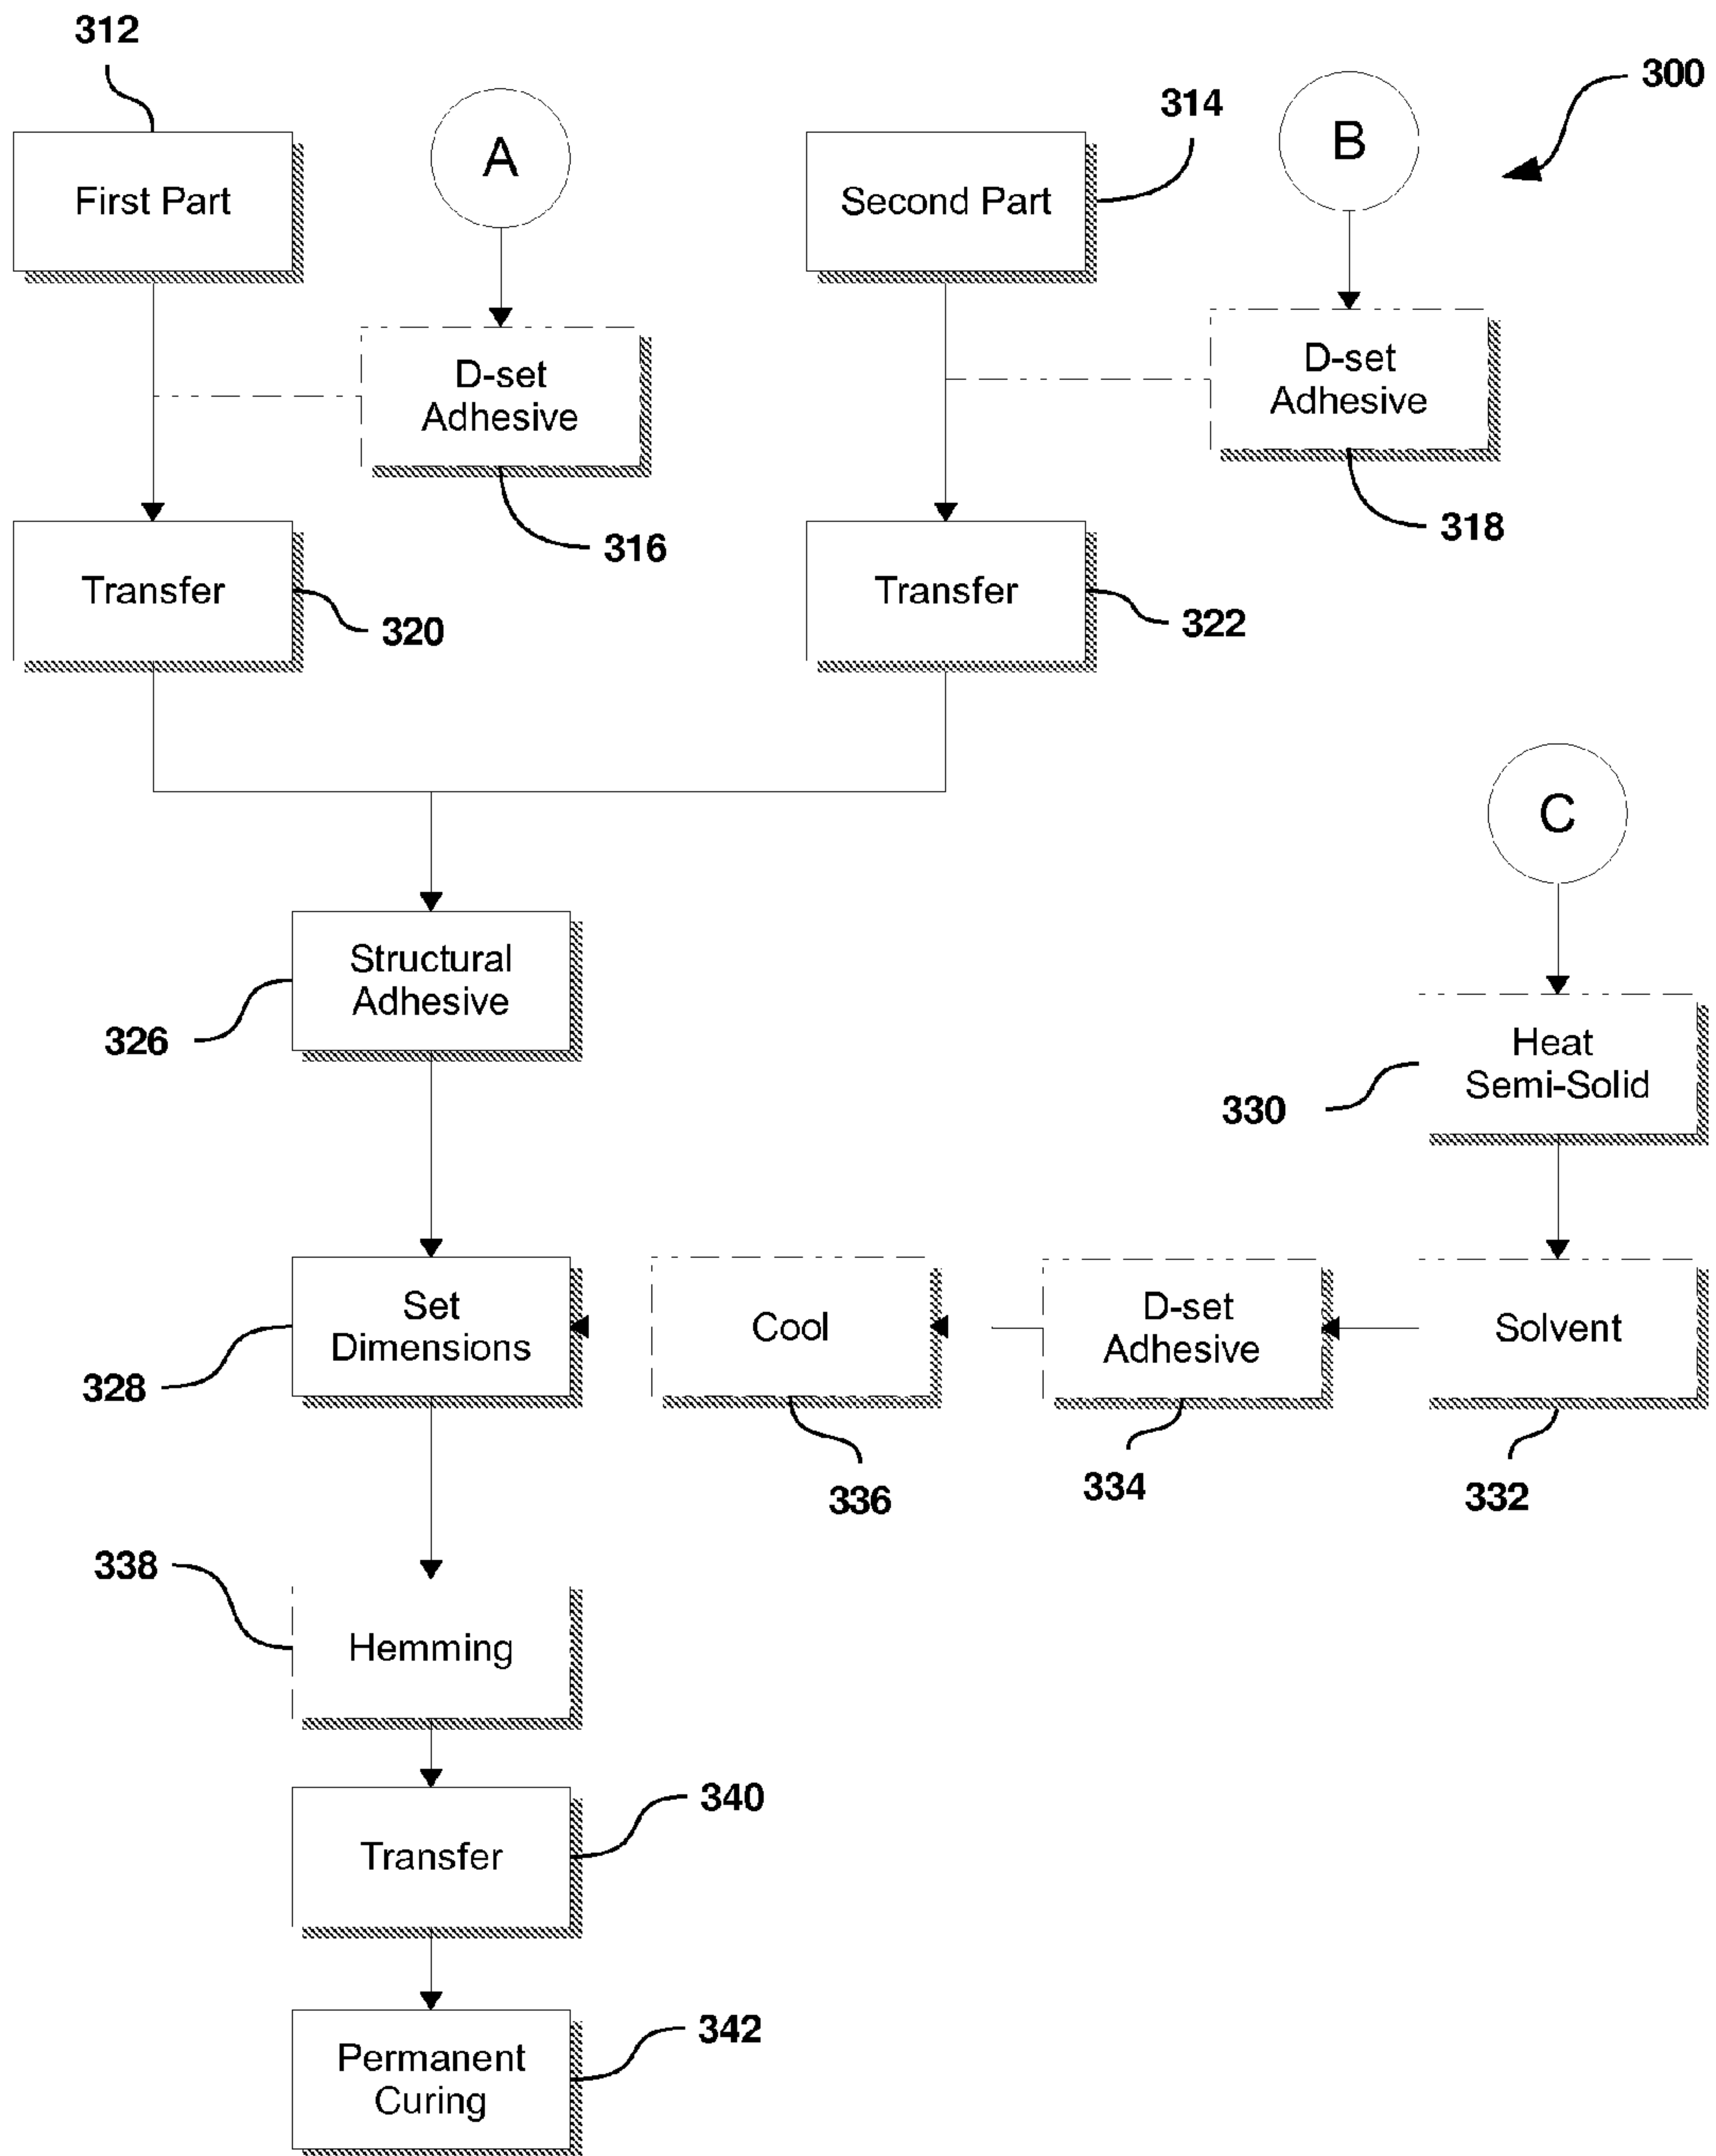 312
300
314
A
B
First Part
Second Part
D-set
Adhesive
D-set
Adhesive
316
318
Transfer
320
Transfer
322
C
Structural
Adhesive
326
Heat
Semi-Solid
330
Set
Dimensions
328
Cool
D-set
Adhesive
Solvent
336
334
332
338
Hemming
340
Transfer
342
Permanent
Curing